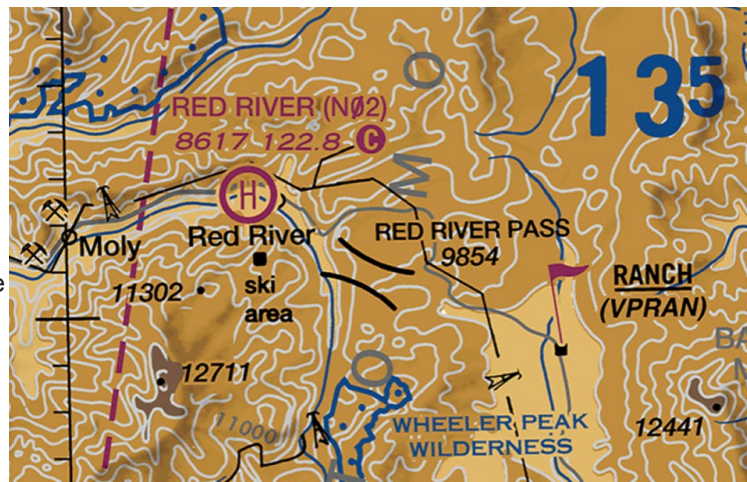 RED RIVER (NØ2)
8617 122.8 C
13⁵
O
M
H
Moly
Red River
ski
area
RED RIVER PASS
9854
RANCH
(VPRAN)
11302
12711
O
11000
WHEELER PEAK
WILDERNESS
12441
BA
e